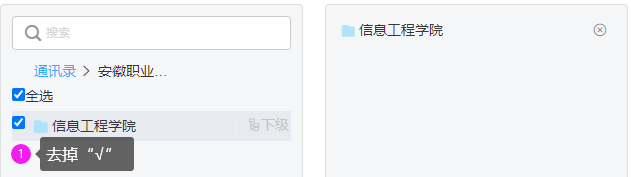 搜索
通讯录 > 安徽职业...
全选
信息工程学院 下级
1 去掉“√”
信息工程学院